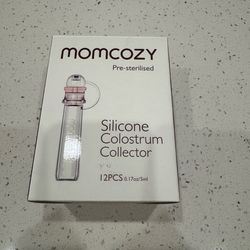 momcozy
Pre-sterilised
Silicone
Colostrum
Collector
12PCS 0.17oz/5ml